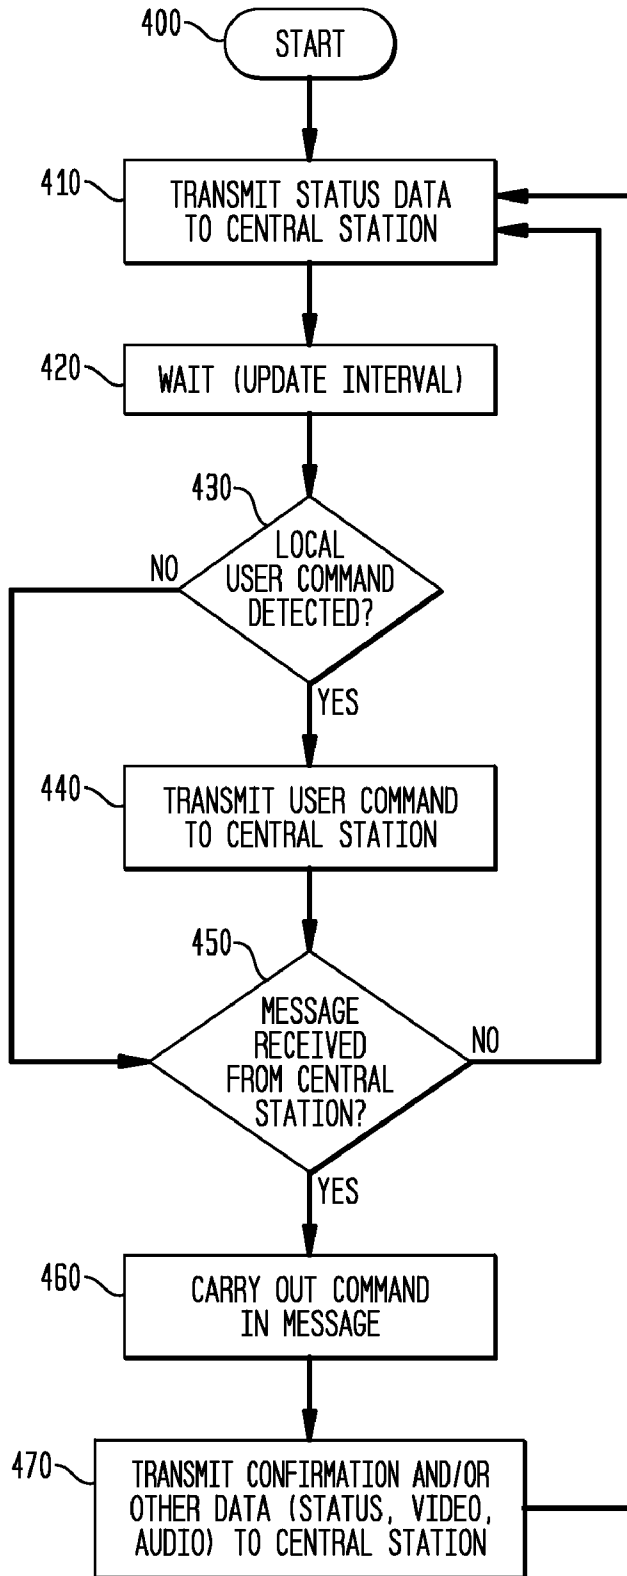 400
START
410
TRANSMIT STATUS DATA
TO CENTRAL STATION
420
WAIT (UPDATE INTERVAL)
430
LOCAL
USER COMMAND
DETECTED?
NO
YES
440
TRANSMIT USER COMMAND
TO CENTRAL STATION
450
MESSAGE
RECEIVED
FROM CENTRAL
STATION?
NO
YES
460
CARRY OUT COMMAND
IN MESSAGE
470
TRANSMIT CONFIRMATION AND/OR
OTHER DATA (STATUS, VIDEO,
AUDIO) TO CENTRAL STATION